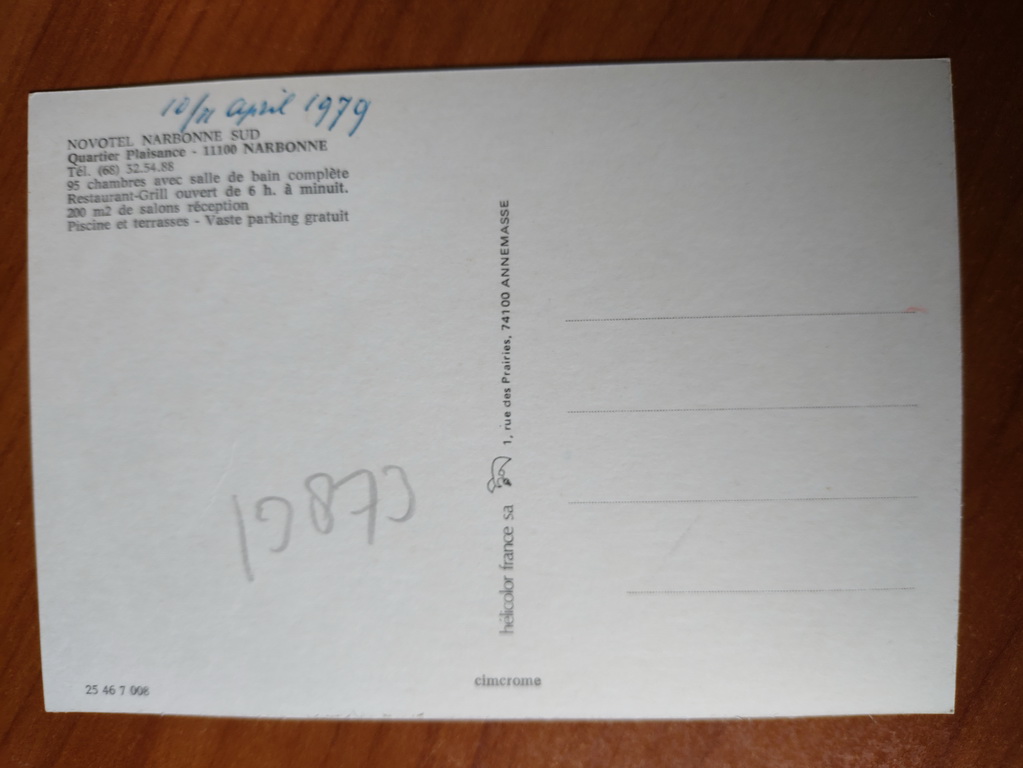 10/11 april 1979
NOVOTEL NARBONNE SUD
Quartier Plaisance - 11100 NARBONNE
Tél. (68) 32.54.88
95 chambres avec salle de bain complète
Restaurant-Grill ouvert de 6 h. à minuit.
200 m2 de salons réception
Piscine et terrasses - Vaste parking gratuit
hélicolor france sa 1, rue des Prairies, 74100 ANNEMASSE
cimcrome
25 46 7 008